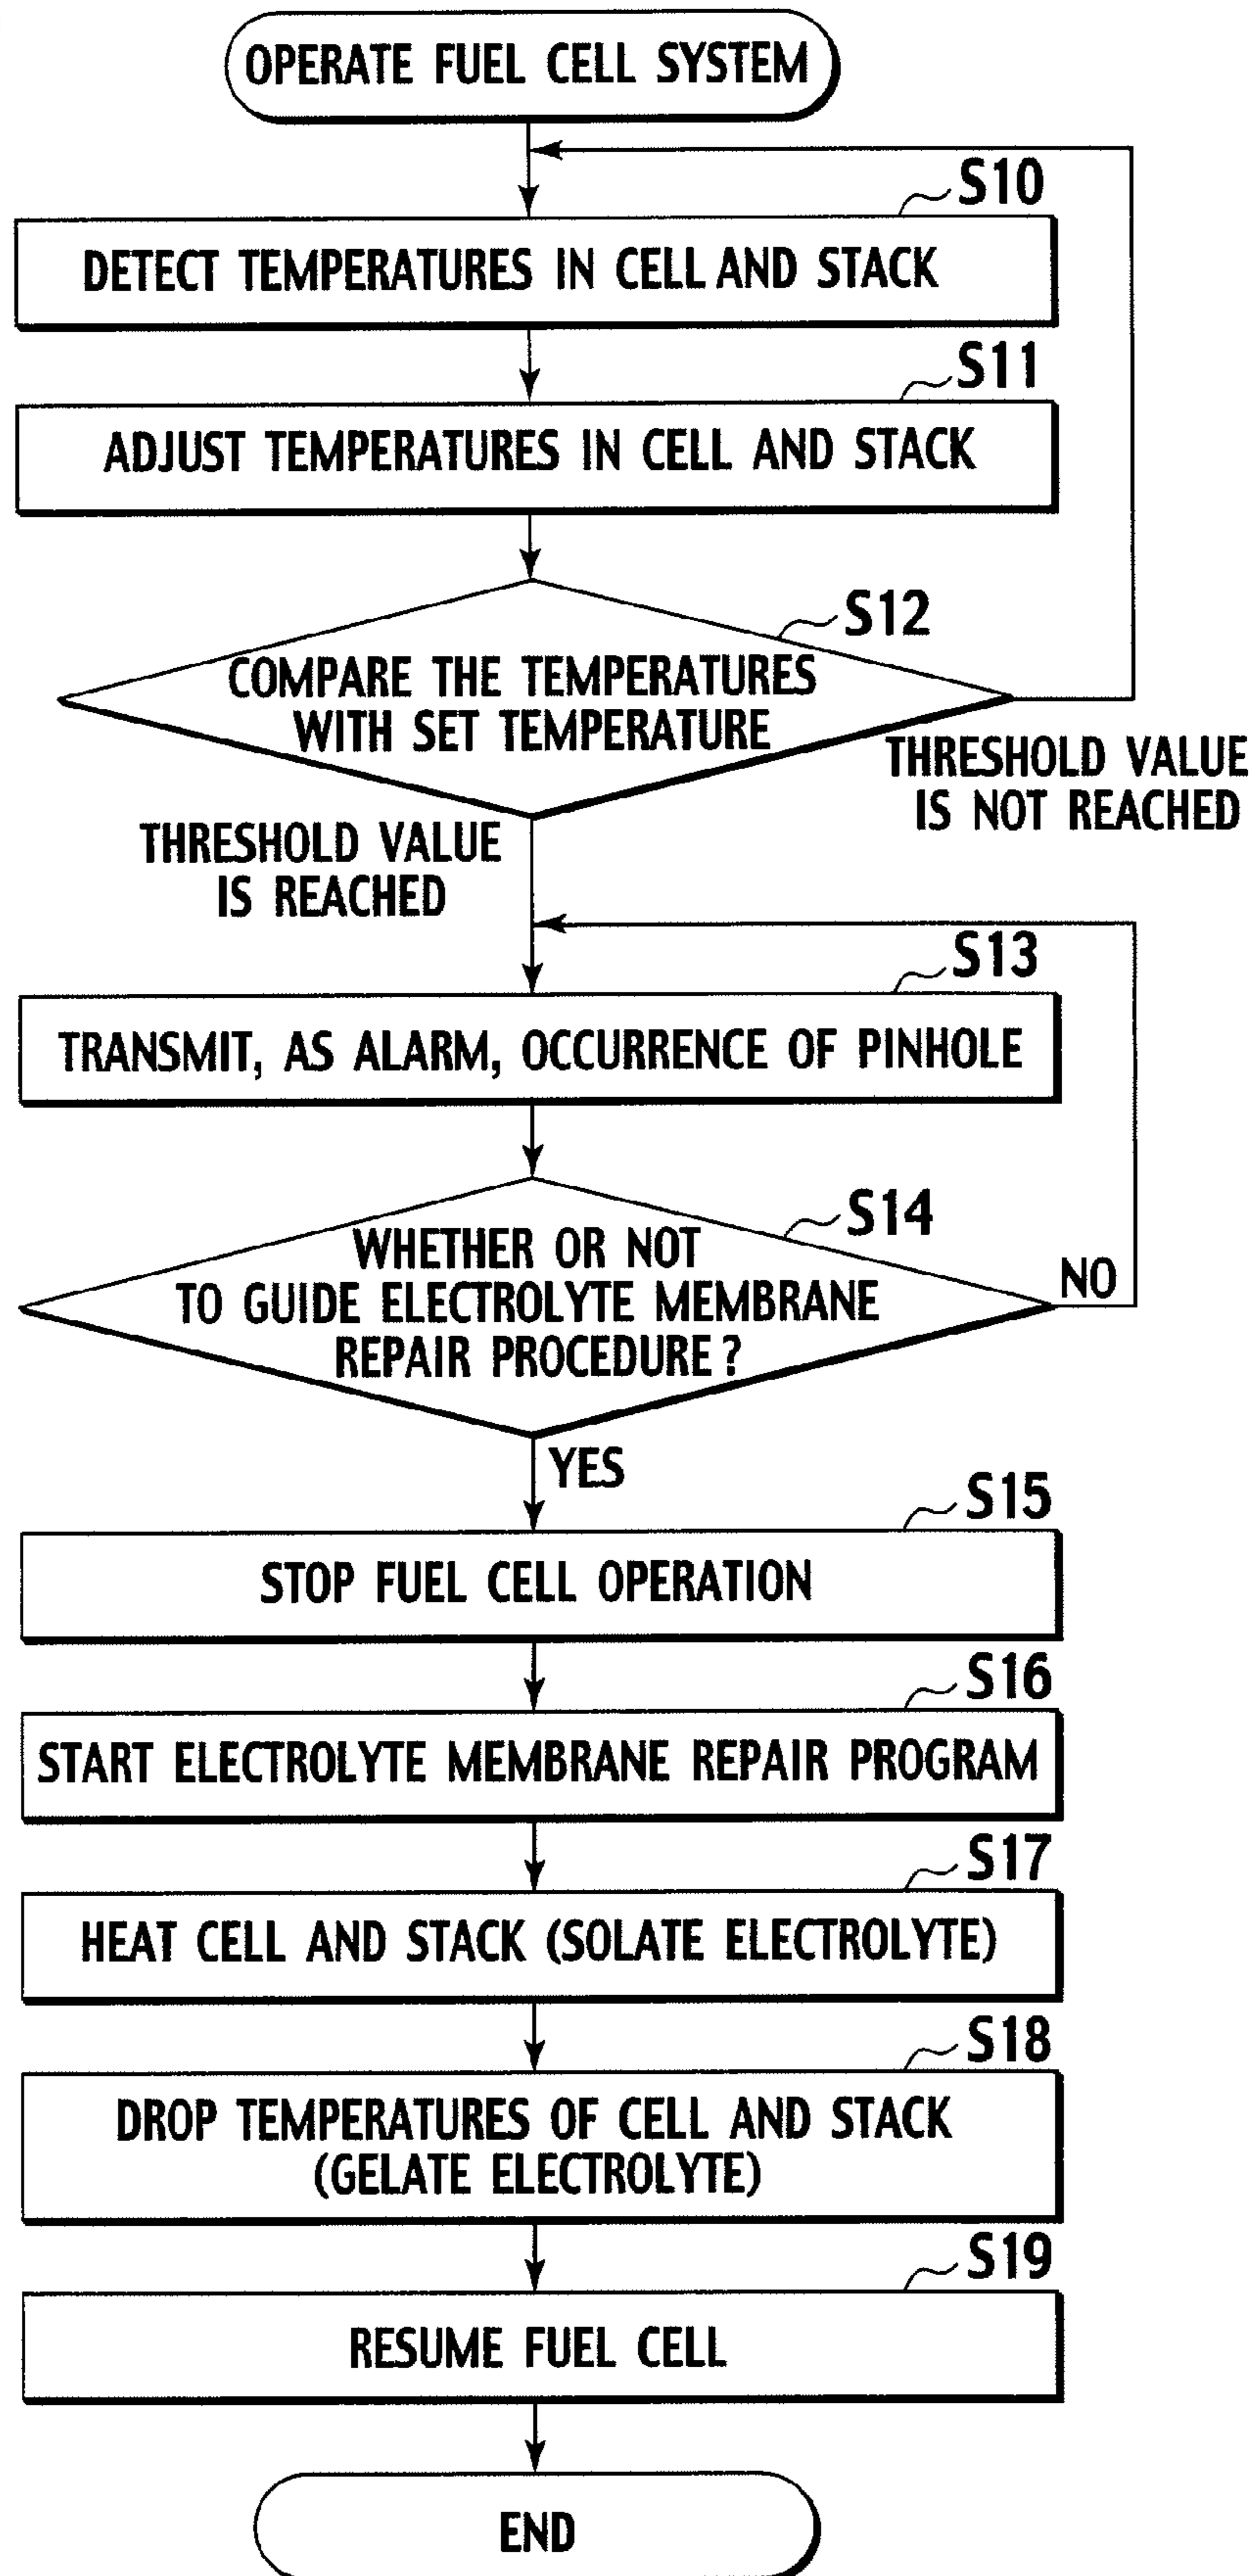 OPERATE FUEL CELL SYSTEM
S10
DETECT TEMPERATURES IN CELL AND STACK
S11
ADJUST TEMPERATURES IN CELL AND STACK
S12
COMPARE THE TEMPERATURES
WITH SET TEMPERATURE
THRESHOLD VALUE
IS NOT REACHED
THRESHOLD VALUE
IS REACHED
S13
TRANSMIT, AS ALARM, OCCURRENCE OF PINHOLE
S14
WHETHER OR NOT
TO GUIDE ELECTROLYTE MEMBRANE
REPAIR PROCEDURE?
NO
YES
S15
STOP FUEL CELL OPERATION
S16
START ELECTROLYTE MEMBRANE REPAIR PROGRAM
S17
HEAT CELL AND STACK (SOLATE ELECTROLYTE)
S18
DROP TEMPERATURES OF CELL AND STACK
(GELATE ELECTROLYTE)
S19
RESUME FUEL CELL
END